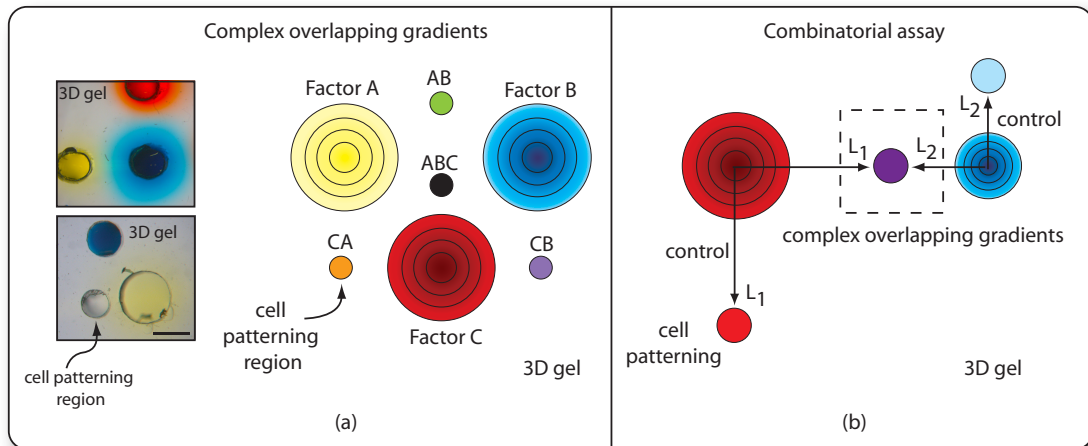 Complex overlapping gradients
3D gel
3D gel
cell patterning
region
Factor A
AB
Factor B
ABC
CA
CB
cell
patterning
region
Factor C
3D gel
(a)
Combinatorial assay
L2
control
L1
L2
complex overlapping gradients
control
L1
cell
patterning
3D gel
(b)